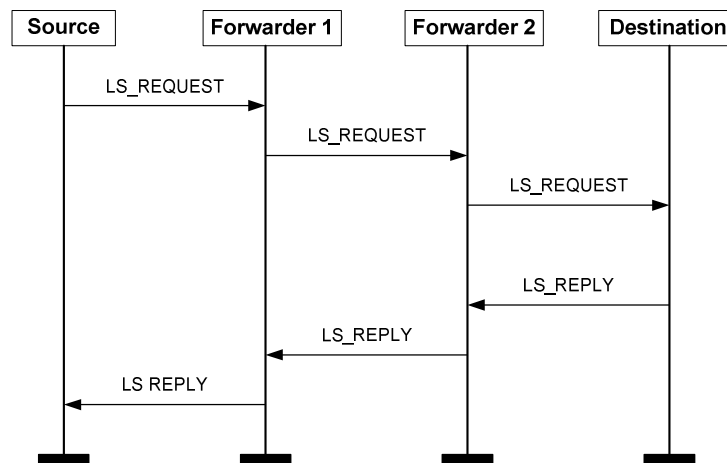 Source
Forwarder 1
Forwarder 2
Destination
LS_REQUEST
LS_REQUEST
LS_REQUEST
LS_REPLY
LS_REPLY
LS REPLY